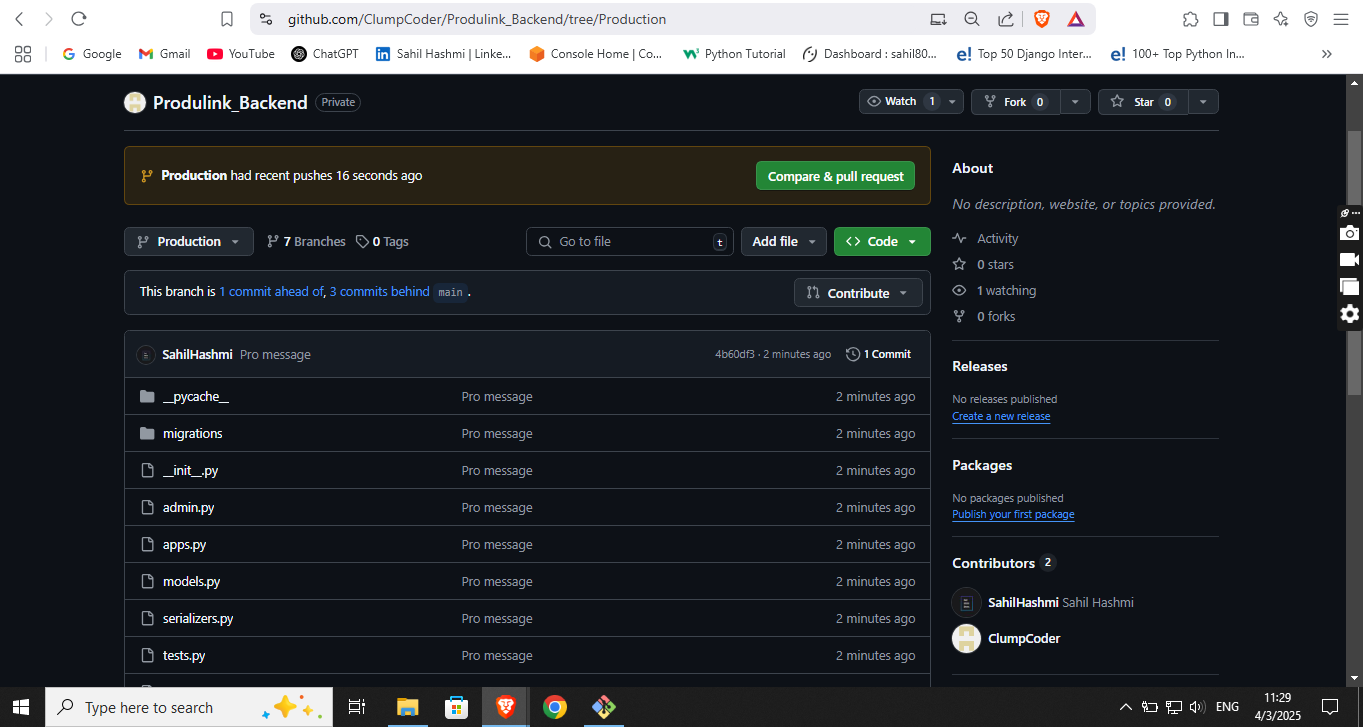 github.com/ClumpCoder/Produlink_Backend/tree/Production
Google Gmail YouTube ChatGPT Sahil Hashmi | Linke... Console Home | Co... Python Tutorial Dashboard : sahil80... Top 50 Django Inter... 100+ Top Python In...
Produlink_Backend Private Watch 1 Fork 0 Star 0
Production had recent pushes 16 seconds ago Compare & pull request
Production 7 Branches 0 Tags Go to file t Add file Code
This branch is 1 commit ahead of, 3 commits behind main . Contribute
SahilHashmi Pro message 4b60df3 · 2 minutes ago 1 Commit
__pycache__ Pro message 2 minutes ago
migrations Pro message 2 minutes ago
__init__.py Pro message 2 minutes ago
admin.py Pro message 2 minutes ago
apps.py Pro message 2 minutes ago
models.py Pro message 2 minutes ago
serializers.py Pro message 2 minutes ago
tests.py Pro message 2 minutes ago
About
No description, website, or topics provided.
Activity
0 stars
1 watching
0 forks
Releases
No releases published
Create a new release
Packages
No packages published
Publish your first package
Contributors 2
SahilHashmi Sahil Hashmi
ClumpCoder
Type here to search
ENG
11:29
4/3/2025